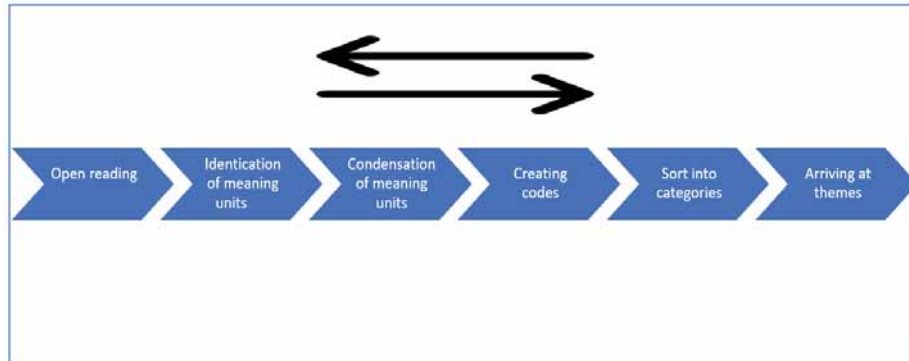 Open reading
Identication
of meaning
units
Condensation
of meaning
units
Creating
codes
Sort into
categories
Arriving at
themes